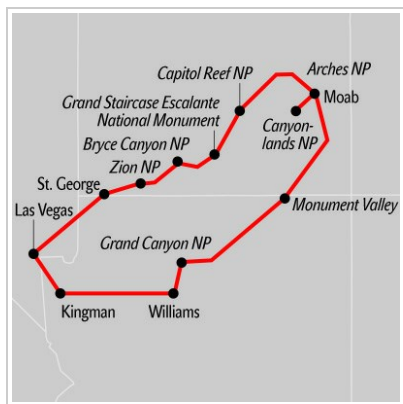 Capitol Reef NP
Arches NP
Grand Staircase Escalante
National Monument
Moab
Bryce Canyon NP
Canyon-
lands NP
Zion NP
St. George
Las Vegas
Monument Valley
Grand Canyon NP
Kingman
Williams